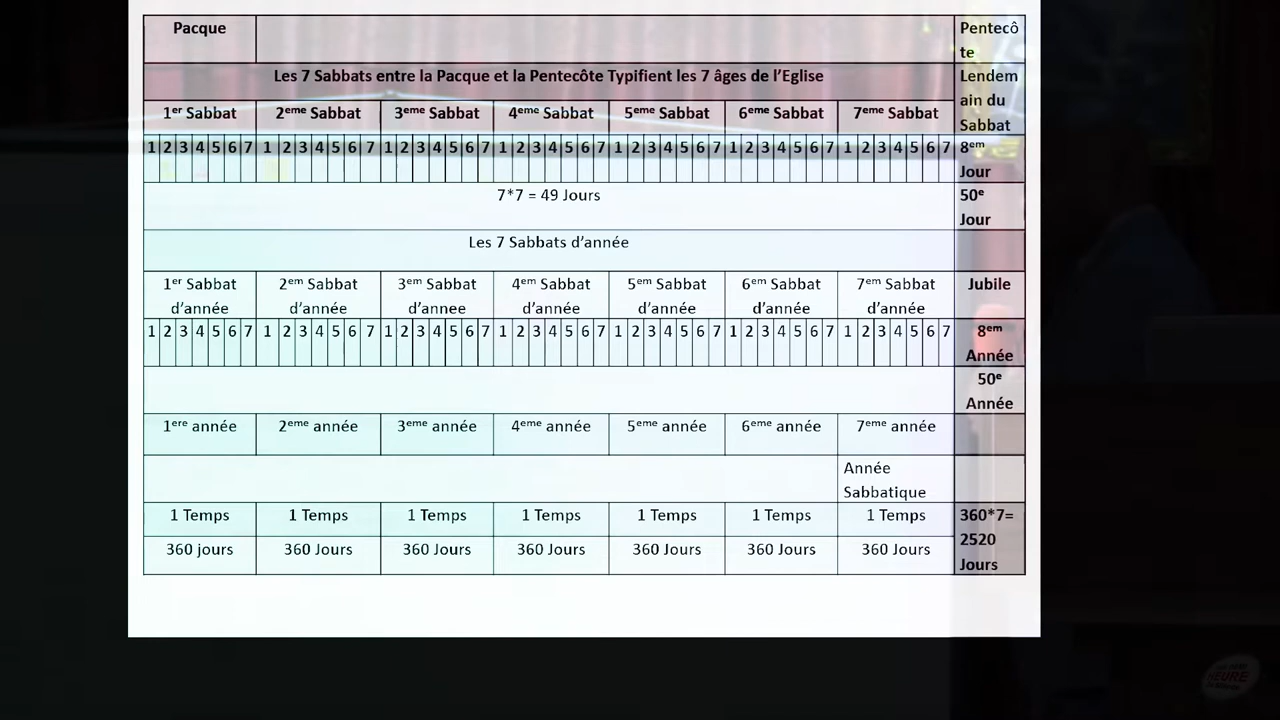 Pacque
Pentecô
te
Les 7 Sabbats entre la Pacque et la Pentecôte Typifient les 7 âges de l'Eglise
Lendem
ain du
Sabbat
1er Sabbat 2eme Sabbat 3eme Sabbat 4eme Sabbat 5eme Sabbat 6eme Sabbat 7eme Sabbat
1 2 3 4 5 6 7 1 2 3 4 5 6 7 1 2 3 4 5 6 7 1 2 3 4 5 6 7 1 2 3 4 5 6 7 1 2 3 4 5 6 7 1 2 3 4 5 6 7
8em
Jour
7*7 = 49 Jours
50e
Jour
Les 7 Sabbats d'année
1er Sabbat
d'année
2em Sabbat
d'année
3em Sabbat
d'annee
4em Sabbat
d'année
5em Sabbat
d'année
6em Sabbat
d'année
7em Sabbat
d'année
Jubile
1 2 3 4 5 6 7 1 2 3 4 5 6 7 1 2 3 4 5 6 7 1 2 3 4 5 6 7 1 2 3 4 5 6 7 1 2 3 4 5 6 7 1 2 3 4 5 6 7
8em
Année
50e
Année
1ere année 2eme année 3eme année 4eme année 5eme année 6eme année 7eme année
Année
Sabbatique
1 Temps 1 Temps 1 Temps 1 Temps 1 Temps 1 Temps 1 Temps
360 jours 360 Jours 360 Jours 360 Jours 360 Jours 360 Jours 360 Jours
360*7=
2520
Jours
HEURE